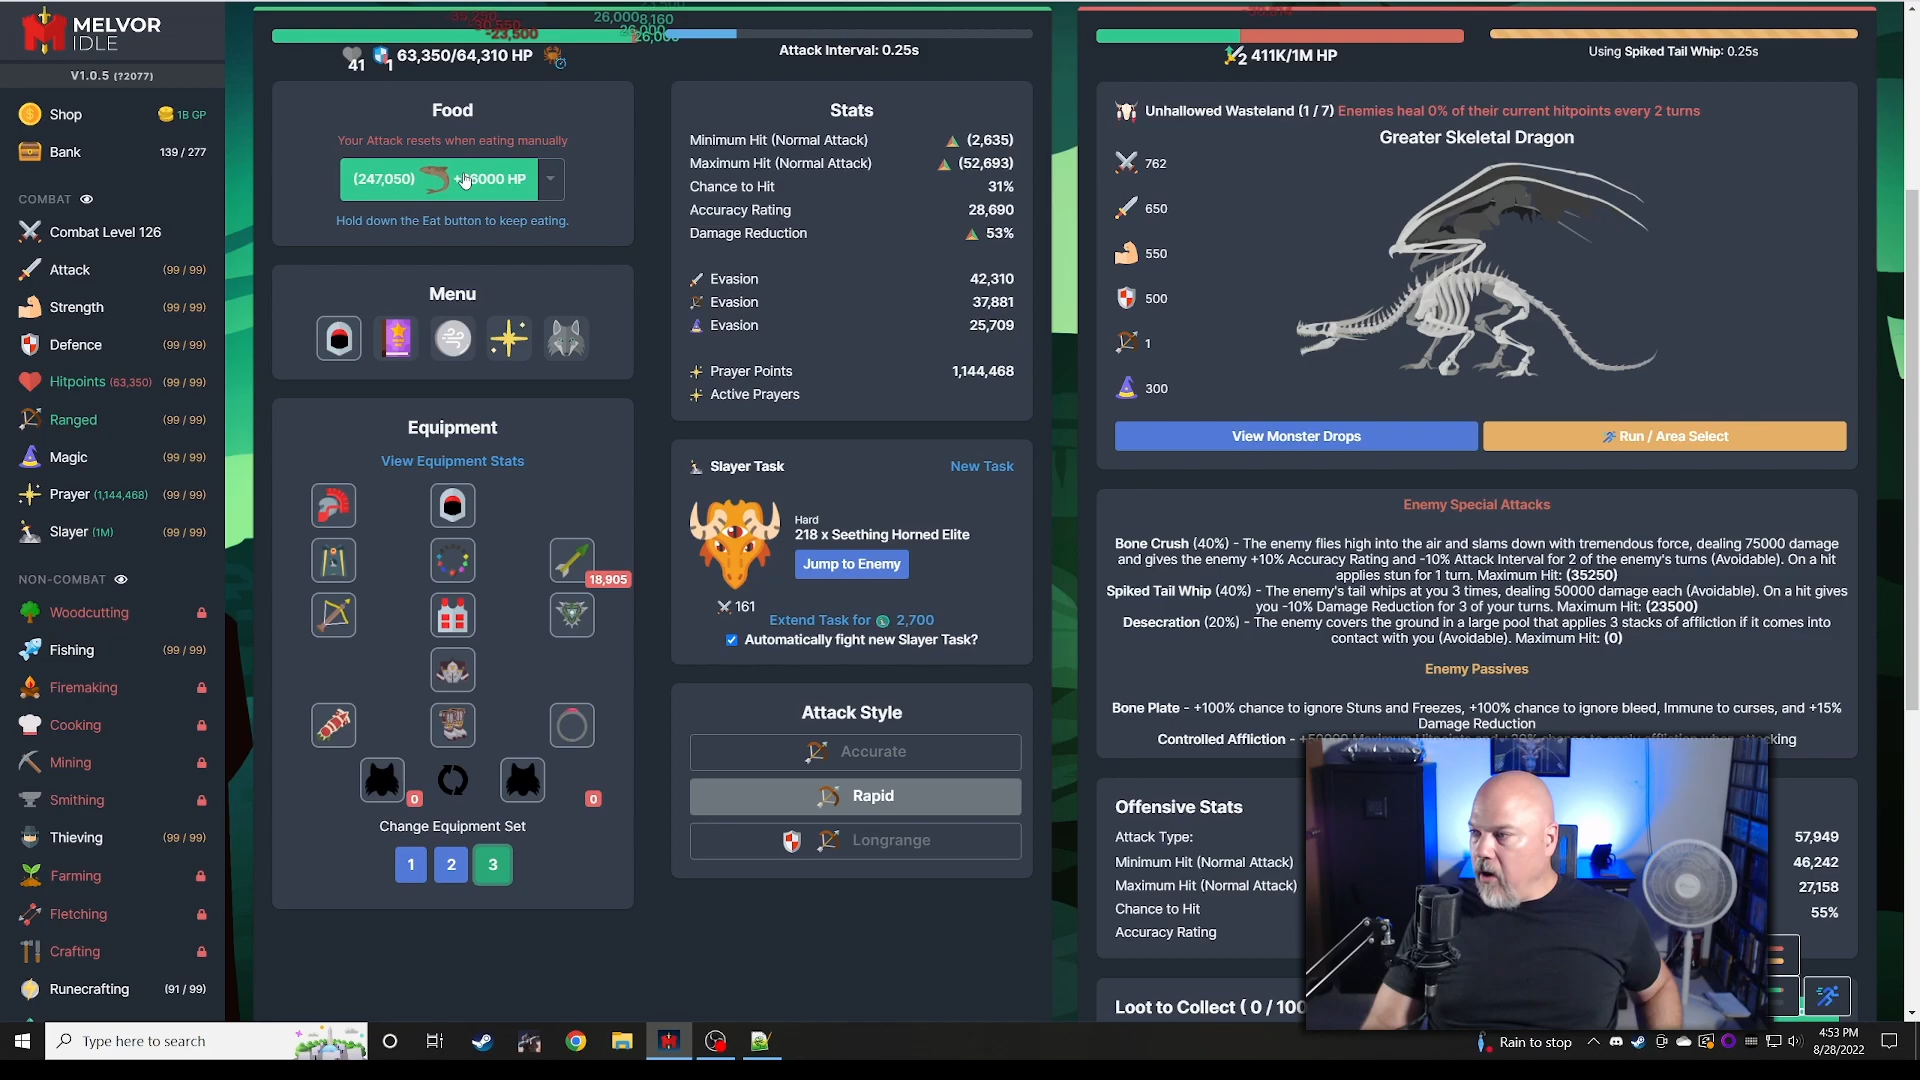 MELVOR
IDLE
V1.0.5 (?2077)
Shop
1B GP
Bank
139 / 277
COMBAT
Combat Level 126
Attack
(99 / 99)
Strength
(99 / 99)
Defence
(99 / 99)
Hitpoints (63,350)
(99 / 99)
Ranged
(99 / 99)
Magic
(99 / 99)
Prayer (1,144,468)
(99 / 99)
Slayer (1M)
(99 / 99)
NON-COMBAT
Woodcutting
Fishing
(99 / 99)
Firemaking
Cooking
Mining
Smithing
Thieving
(99 / 99)
Farming
Fletching
Crafting
Runecrafting
(91 / 99)
-23,500
26,000
8,160
41
1
63,350/64,310 HP
Attack Interval: 0.25s
Food
Your Attack resets when eating manually
(247,050)
6000 HP
Hold down the Eat button to keep eating.
Menu
Equipment
View Equipment Stats
18,905
0
0
Change Equipment Set
1
2
3
Stats
Minimum Hit (Normal Attack)
(2,635)
Maximum Hit (Normal Attack)
(52,693)
Chance to Hit
31%
Accuracy Rating
28,690
Damage Reduction
53%
Evasion
42,310
Evasion
37,881
Evasion
25,709
Prayer Points
1,144,468
Active Prayers
Slayer Task
New Task
Hard
218 x Seething Horned Elite
Jump to Enemy
161
Extend Task for 2,700
Automatically fight new Slayer Task?
Attack Style
Accurate
Rapid
Longrange
2 411K/1M HP
Using Spiked Tail Whip: 0.25s
Unhallowed Wasteland (1 / 7) Enemies heal 0% of their current hitpoints every 2 turns
Greater Skeletal Dragon
762
650
550
500
1
300
View Monster Drops
Run / Area Select
Enemy Special Attacks
Bone Crush (40%) - The enemy flies high into the air and slams down with tremendous force, dealing 75000 damage
and gives the enemy +10% Accuracy Rating and -10% Attack Interval for 2 of the enemy's turns (Avoidable). On a hit
applies stun for 1 turn. Maximum Hit: (35250)
Spiked Tail Whip (40%) - The enemy's tail whips at you 3 times, dealing 50000 damage each (Avoidable). On a hit gives
you -10% Damage Reduction for 3 of your turns. Maximum Hit: (23500)
Desecration (20%) - The enemy covers the ground in a large pool that applies 3 stacks of affliction if it comes into
contact with you (Avoidable). Maximum Hit: (0)
Enemy Passives
Bone Plate - +100% chance to ignore Stuns and Freezes, +100% chance to ignore bleed, Immune to curses, and +15%
Damage Reduction
Controlled Affliction -
Offensive Stats
Attack Type:
57,949
Minimum Hit (Normal Attack)
46,242
Maximum Hit (Normal Attack)
27,158
Chance to Hit
55%
Accuracy Rating
Loot to Collect ( 0 / 100
Type here to search
Rain to stop
4:53 PM
8/28/2022